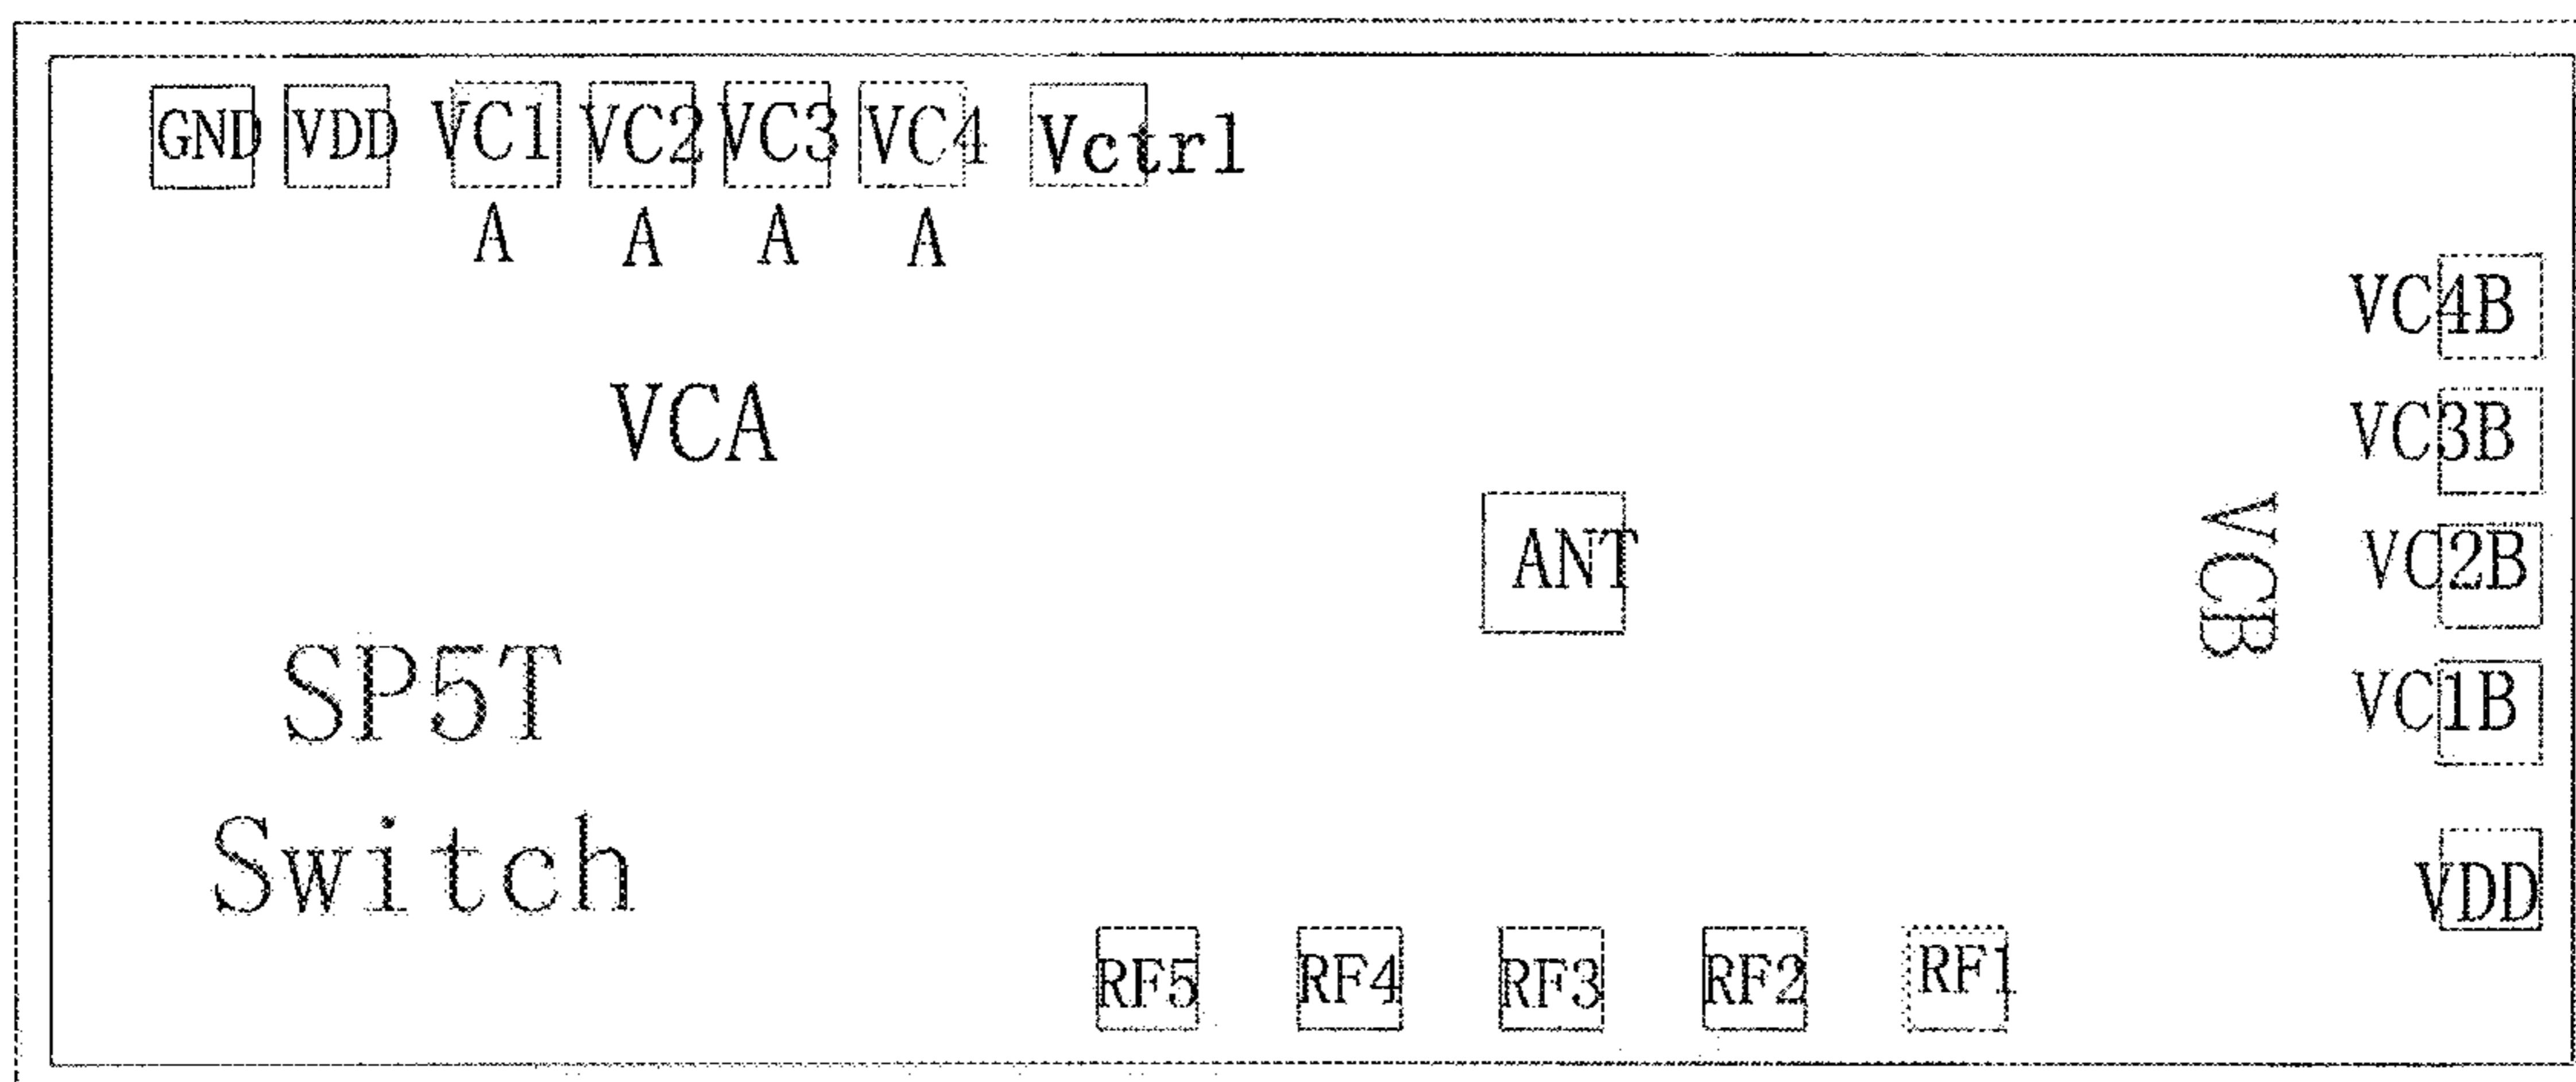 GND VDD VC1 VC2 VC3 VC4 Vctrl
A A A A
VC4B
VCA
VC3B
ANT
VCB
VC2B
SP5T
VC1B
Switch
VDD
RF5 RF4 RF3 RF2 RF1